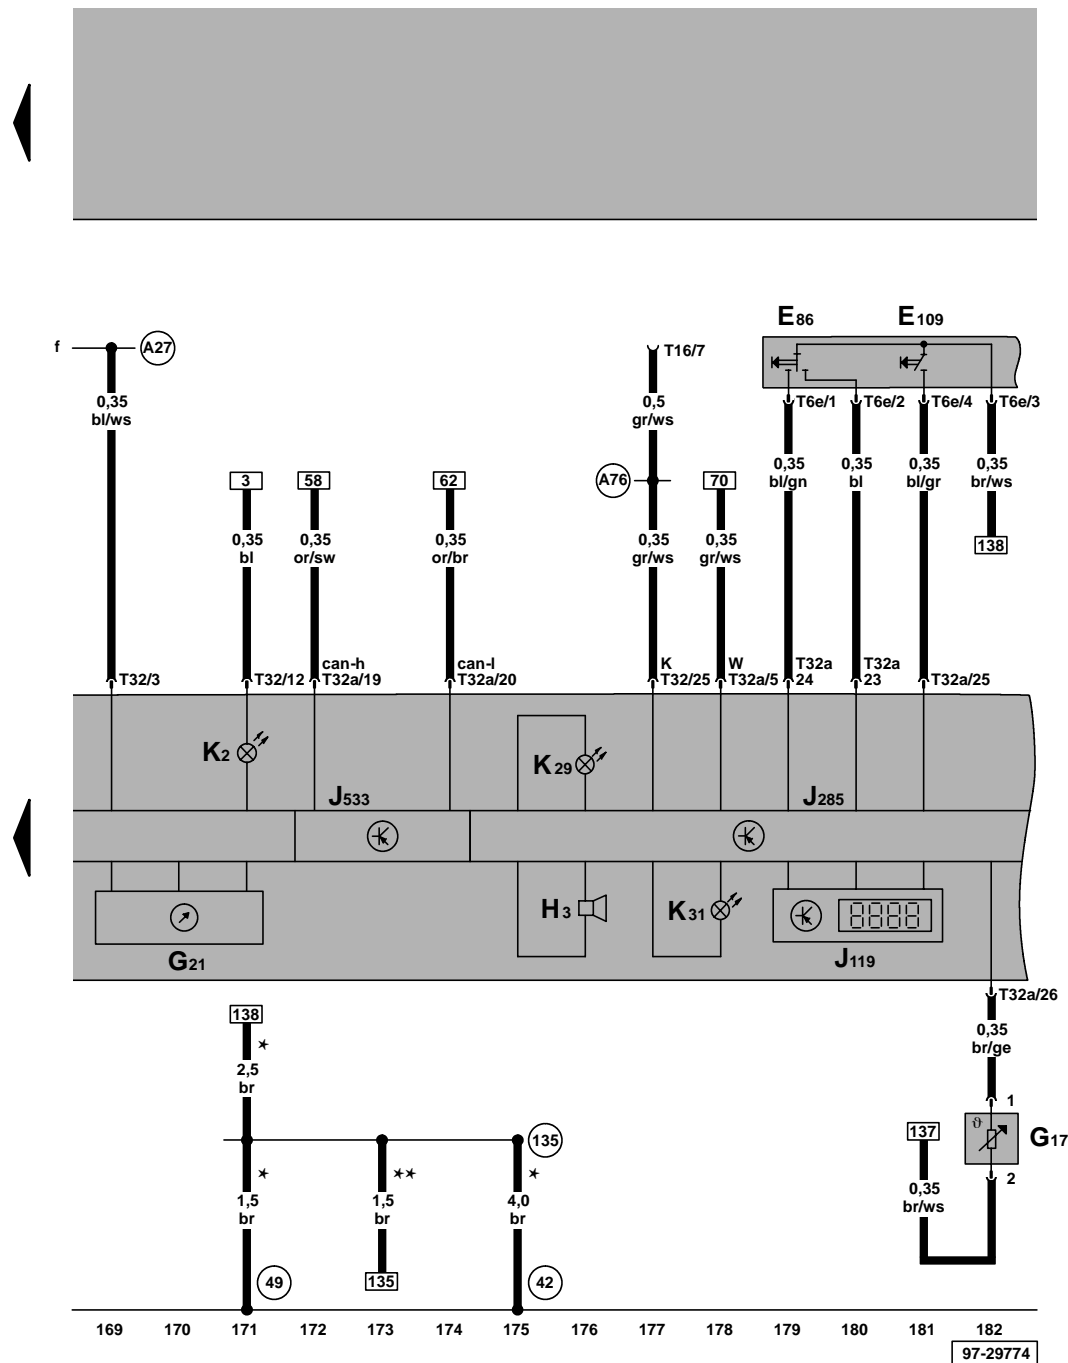 E86 E109
f A27 T16/7
0,35 bl/ws
0,5 gr/ws
T6e/1 T6e/2 T6e/4 T6e/3
0,35 bl/gn
0,35 bl
0,35 bl/gr
0,35 br/ws
3 58 62 A76 70
138
0,35 bl
0,35 or/sw
0,35 or/br
0,35 gr/ws
0,35 gr/ws
T32/3
T32/12
can-h T32a/19
can-l T32a/20
K T32/25
W T32a/5
T32a 24
T32a 23
T32a/25
K2
K29
J533
J285
H3
K31
G21
J119
T32a/26
138
0,35 br/ge
2,5 br
1
135
137
ϑ
G17
2
1,5 br
**
1,5 br
4,0 br
0,35 br/ws
49
135
42
169 170 171 172 173 174 175 176 177 178 179 180 181 182
97-29774